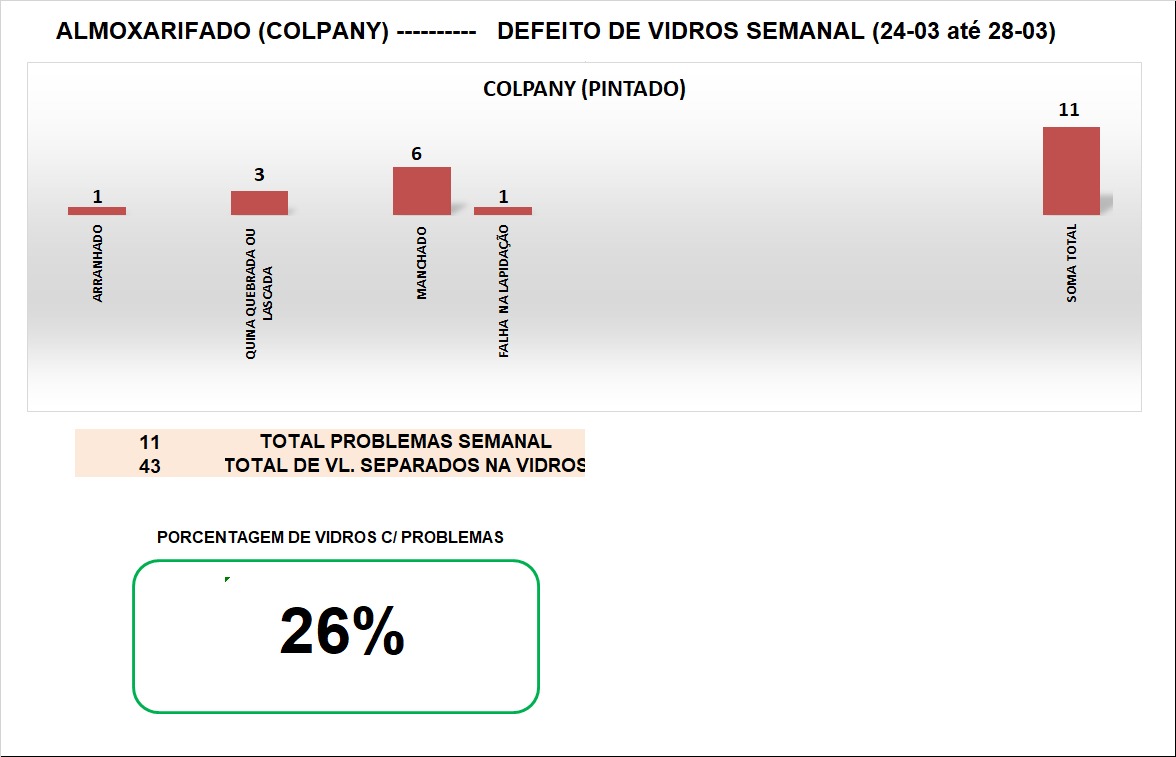 ALMOXARIFADO (COLPANY) ---------- DEFEITO DE VIDROS SEMANAL (24-03 até 28-03)
COLPANY (PINTADO)
1
3
6
1
11
ARRANHADO
QUINA QUEBRADA OU
LASCADA
MANCHADO
FALHA NA LAPIDAÇÃO
SOMA TOTAL
11 TOTAL PROBLEMAS SEMANAL
43 TOTAL DE VL. SEPARADOS NA VIDROS
PORCENTAGEM DE VIDROS C/ PROBLEMAS
26%